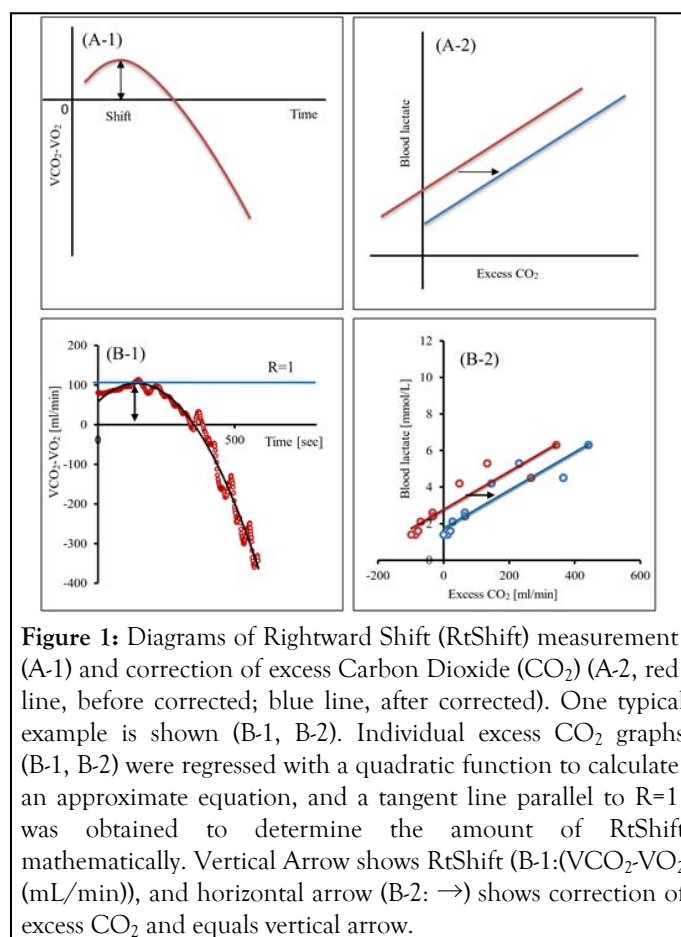 (A-1)
0
Shift
Time
VCO₂-VO₂
(A-2)
Blood lactate
Excess CO₂
(B-1)
200
100
0
-100
-200
-300
-400
0
500
R=1
Time [sec]
VCO₂-VO₂ [ml/min]
(B-2)
12
10
8
6
4
2
0
-200
0
200
400
600
Blood lactate [mmol/L]
Excess CO₂ [ml/min]
Figure 1: Diagrams of Rightward Shift (RtShift) measurement
(A-1) and correction of excess Carbon Dioxide (CO₂) (A-2, red
line, before corrected; blue line, after corrected). One typical
example is shown (B-1, B-2). Individual excess CO₂ graphs
(B-1, B-2) were regressed with a quadratic function to calculate
an approximate equation, and a tangent line parallel to R=1
was obtained to determine the amount of RtShift
mathematically. Vertical Arrow shows RtShift (B-1:(VCO₂-VO₂
(mL/min)), and horizontal arrow (B-2: →) shows correction of
excess CO₂ and equals vertical arrow.